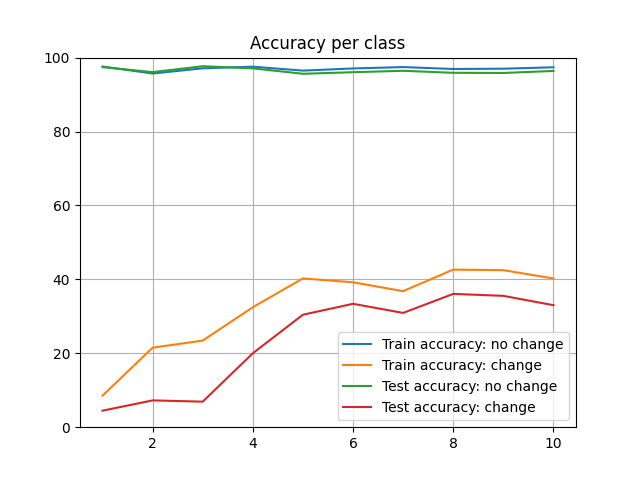 Accuracy per class
100
80
60
40
20
0
Train accuracy: no change
Train accuracy: change
Test accuracy: no change
Test accuracy: change
2 4 6 8 10